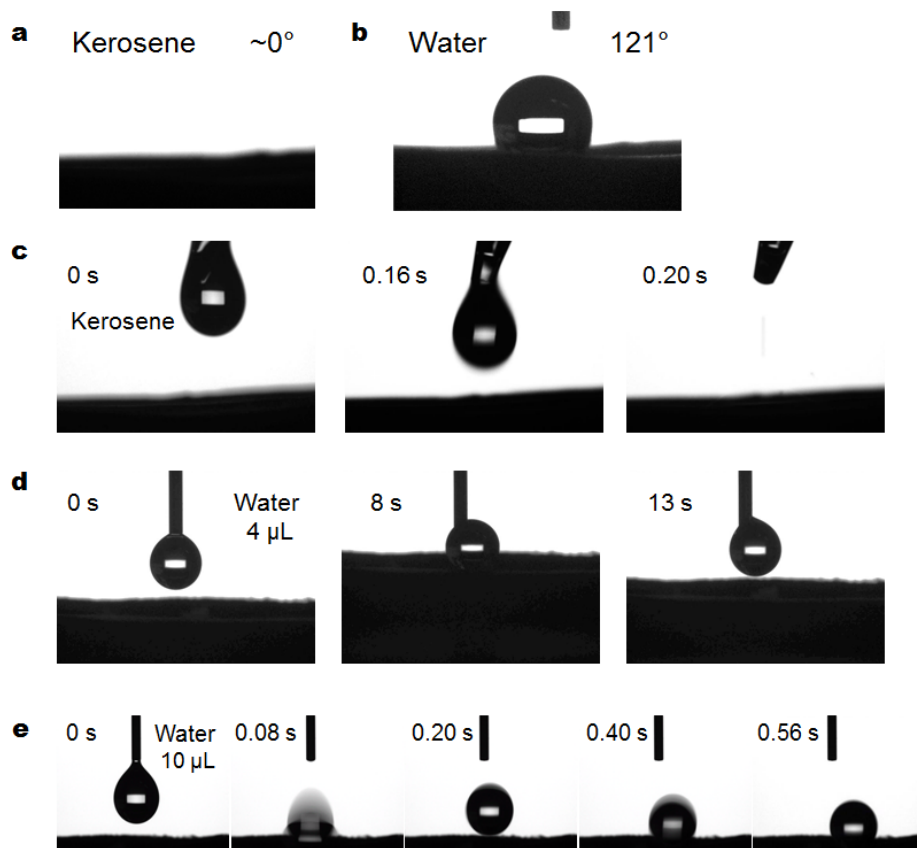 a
Kerosene ~0°
b
Water 121°
c
0 s
Kerosene
0.16 s
0.20 s
d
0 s
Water
4 µL
8 s
13 s
e
0 s
Water
10 µL
0.08 s
0.20 s
0.40 s
0.56 s